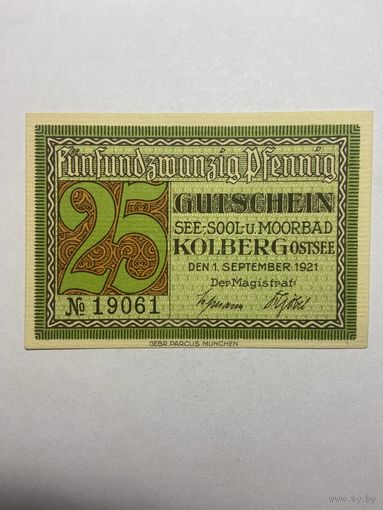 Fünfundzwanzig Pfennig
25
GUTSCHEIN
SEE-, SOOL- U. MOORBAD
KOLBERG OSTSEE
DEN 1. SEPTEMBER 1921
Der Magistrat:
№ 19061
GEBR. PARCUS MÜNCHEN
www.ay.by